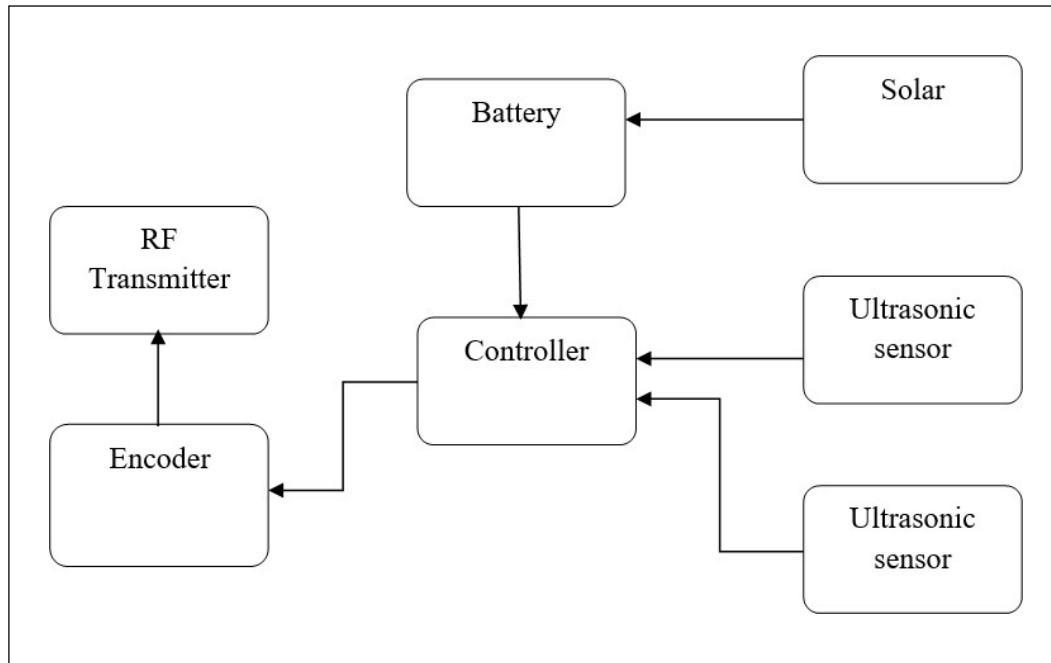 Solar
Battery
RF
Transmitter
Ultrasonic
sensor
Controller
Encoder
Ultrasonic
sensor